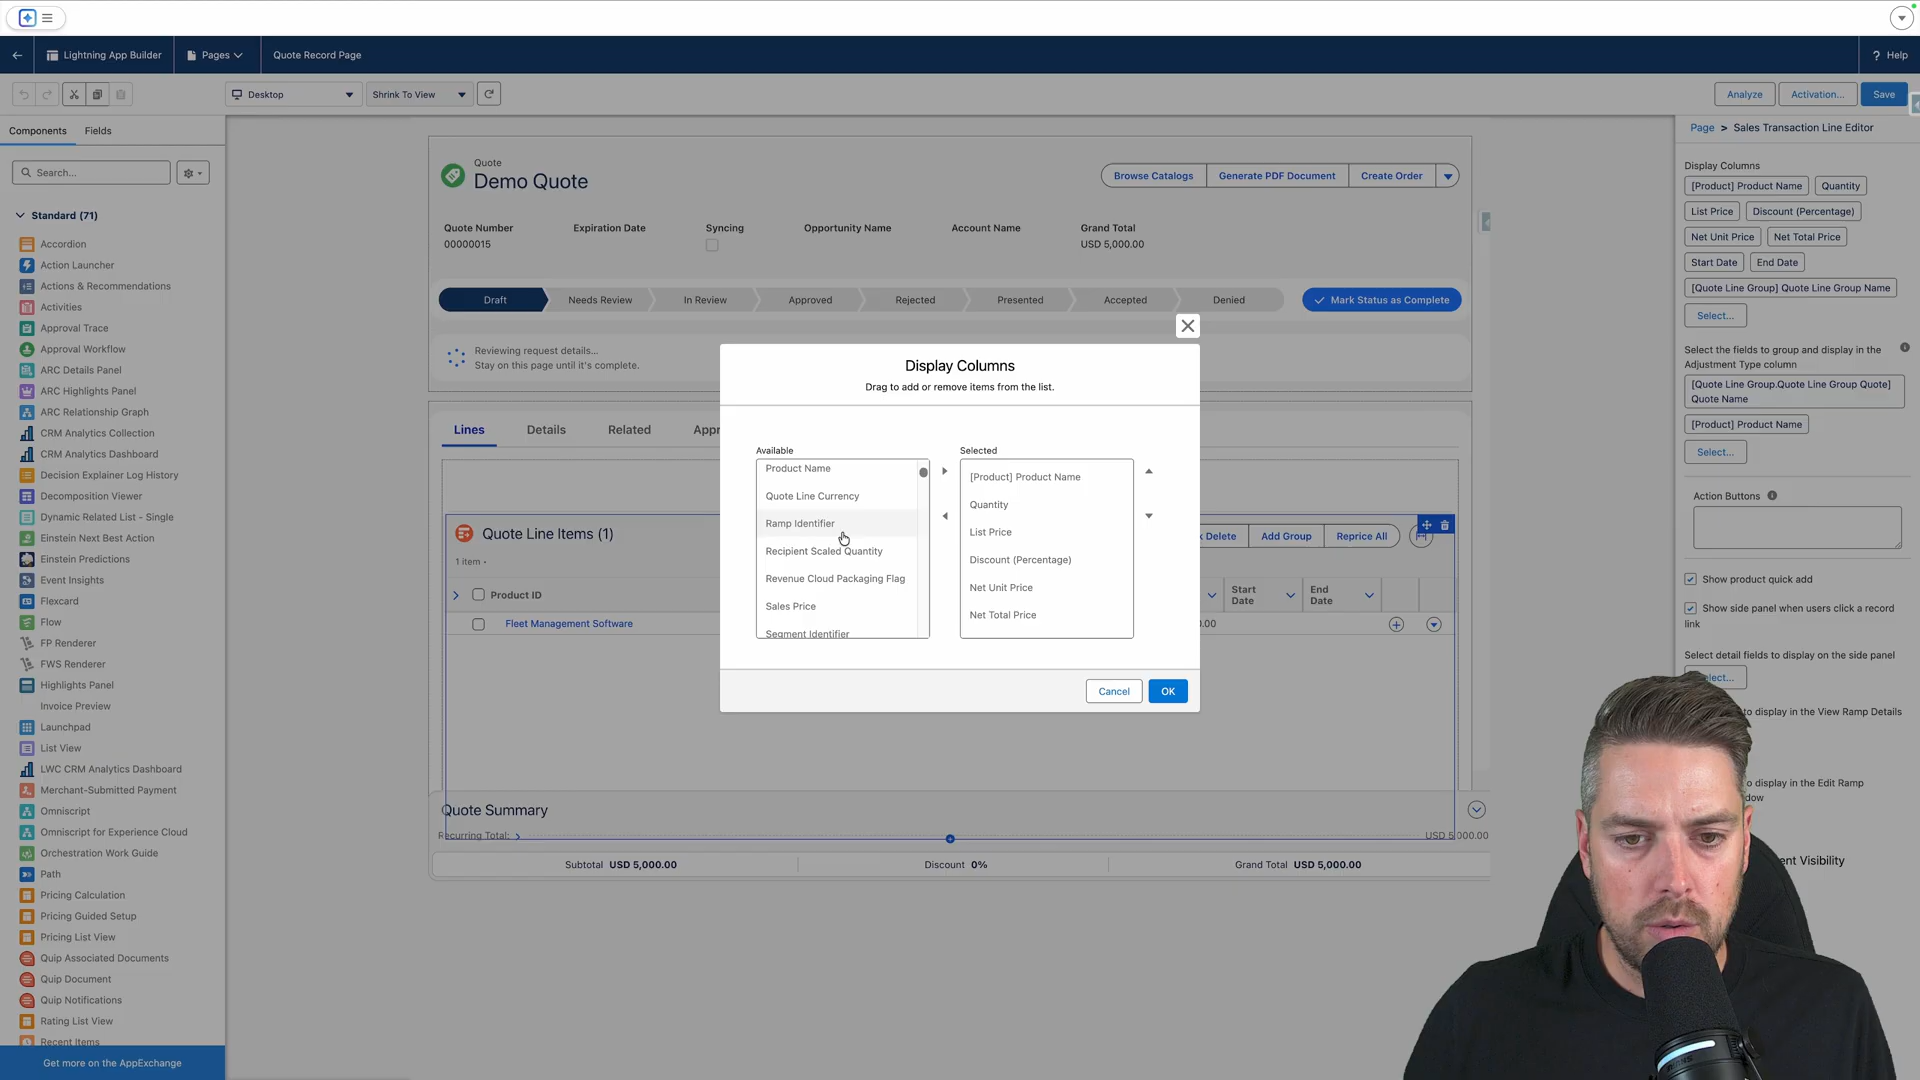 Lightning App Builder
Pages
Quote Record Page
? Help
Desktop
Shrink To View
Analyze
Activation...
Save
Components
Fields
Search...
Standard (71)
Accordion
Action Launcher
Actions & Recommendations
Activities
Approval Trace
Approval Workflow
ARC Details Panel
ARC Highlights Panel
ARC Relationship Graph
CRM Analytics Collection
CRM Analytics Dashboard
Decision Explainer Log History
Decomposition Viewer
Dynamic Related List - Single
Einstein Next Best Action
Einstein Predictions
Event Insights
Flexcard
Flow
FP Renderer
FWS Renderer
Highlights Panel
Invoice Preview
Launchpad
List View
LWC CRM Analytics Dashboard
Merchant-Submitted Payment
Omniscript
Omniscript for Experience Cloud
Orchestration Work Guide
Path
Pricing Calculation
Pricing Guided Setup
Pricing List View
Quip Associated Documents
Quip Document
Quip Notifications
Rating List View
Recent Items
Get more on the AppExchange
Quote
Demo Quote
Browse Catalogs
Generate PDF Document
Create Order
Quote Number
Expiration Date
Syncing
Opportunity Name
Account Name
Grand Total
00000015
USD 5,000.00
Draft
Needs Review
In Review
Approved
Rejected
Presented
Accepted
Denied
Mark Status as Complete
Reviewing request details...
Stay on this page until it's complete.
Lines
Details
Related
Appr
Quote Line Items (1)
1 item •
Delete
Add Group
Reprice All
Product ID
Start
Date
End
Date
Fleet Management Software
.00
Quote Summary
Recurring Total:
USD 5,000.00
Subtotal USD 5,000.00
Discount 0%
Grand Total USD 5,000.00
Display Columns
Drag to add or remove items from the list.
Available
Product Name
Quote Line Currency
Ramp Identifier
Recipient Scaled Quantity
Revenue Cloud Packaging Flag
Sales Price
Segment Identifier
Selected
[Product] Product Name
Quantity
List Price
Discount (Percentage)
Net Unit Price
Net Total Price
Cancel
OK
Page > Sales Transaction Line Editor
Display Columns
[Product] Product Name
Quantity
List Price
Discount (Percentage)
Net Unit Price
Net Total Price
Start Date
End Date
[Quote Line Group] Quote Line Group Name
Select...
Select the fields to group and display in the
Adjustment Type column
[Quote Line Group.Quote Line Group Quote]
Quote Name
[Product] Product Name
Select...
Action Buttons
Show product quick add
Show side panel when users click a record
link
Select detail fields to display on the side panel
ect...
to display in the View Ramp Details
o display in the Edit Ramp
dow
ent Visibility